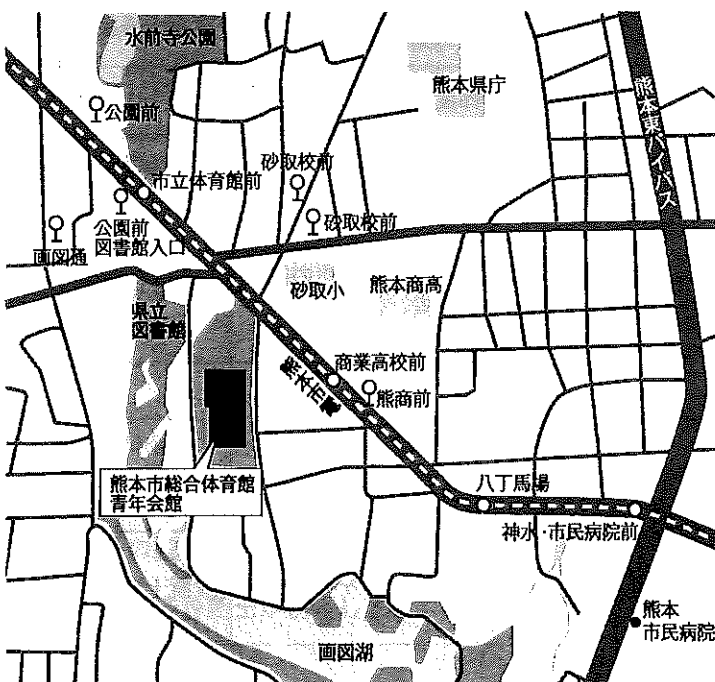 水前寺公園
熊本県庁
熊本東バイパス
公園前
砂取校前
市立体育館前
砂取校前
公園前
図書館入口
画図通
県立
図書館
砂取小
熊本商高
商業高校前
熊本市電
熊商前
熊本市総合体育館
青年会館
八丁馬場
神水・市民病院前
熊本
市民病院
画図湖